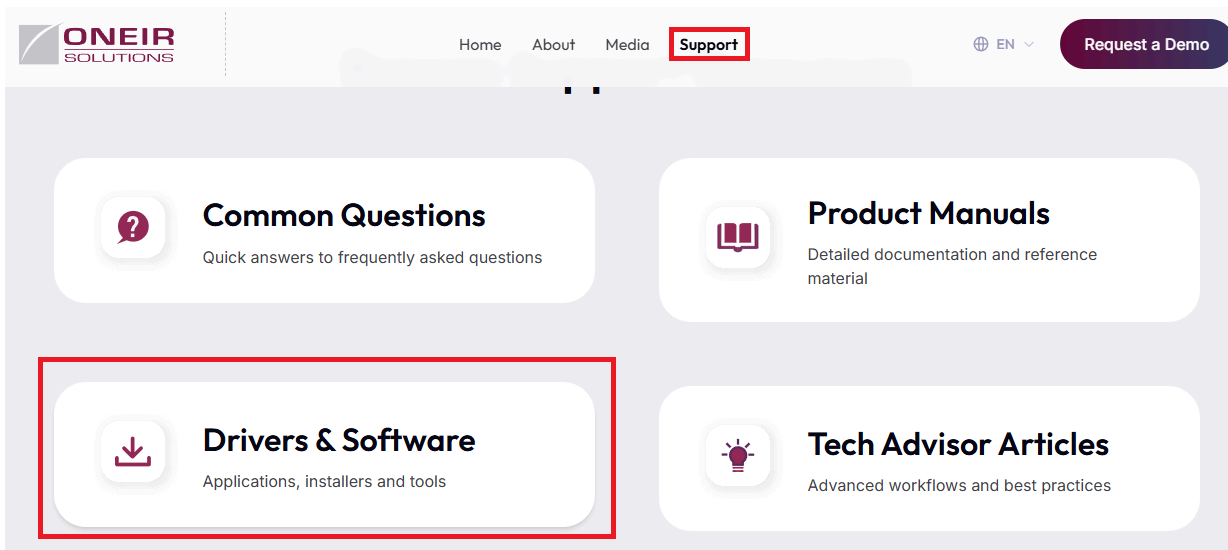 ONEIR
SOLUTIONS
Home About Media Support EN Request a Demo
Common Questions
Quick answers to frequently asked questions
Product Manuals
Detailed documentation and reference
material
Drivers & Software
Applications, installers and tools
Tech Advisor Articles
Advanced workflows and best practices